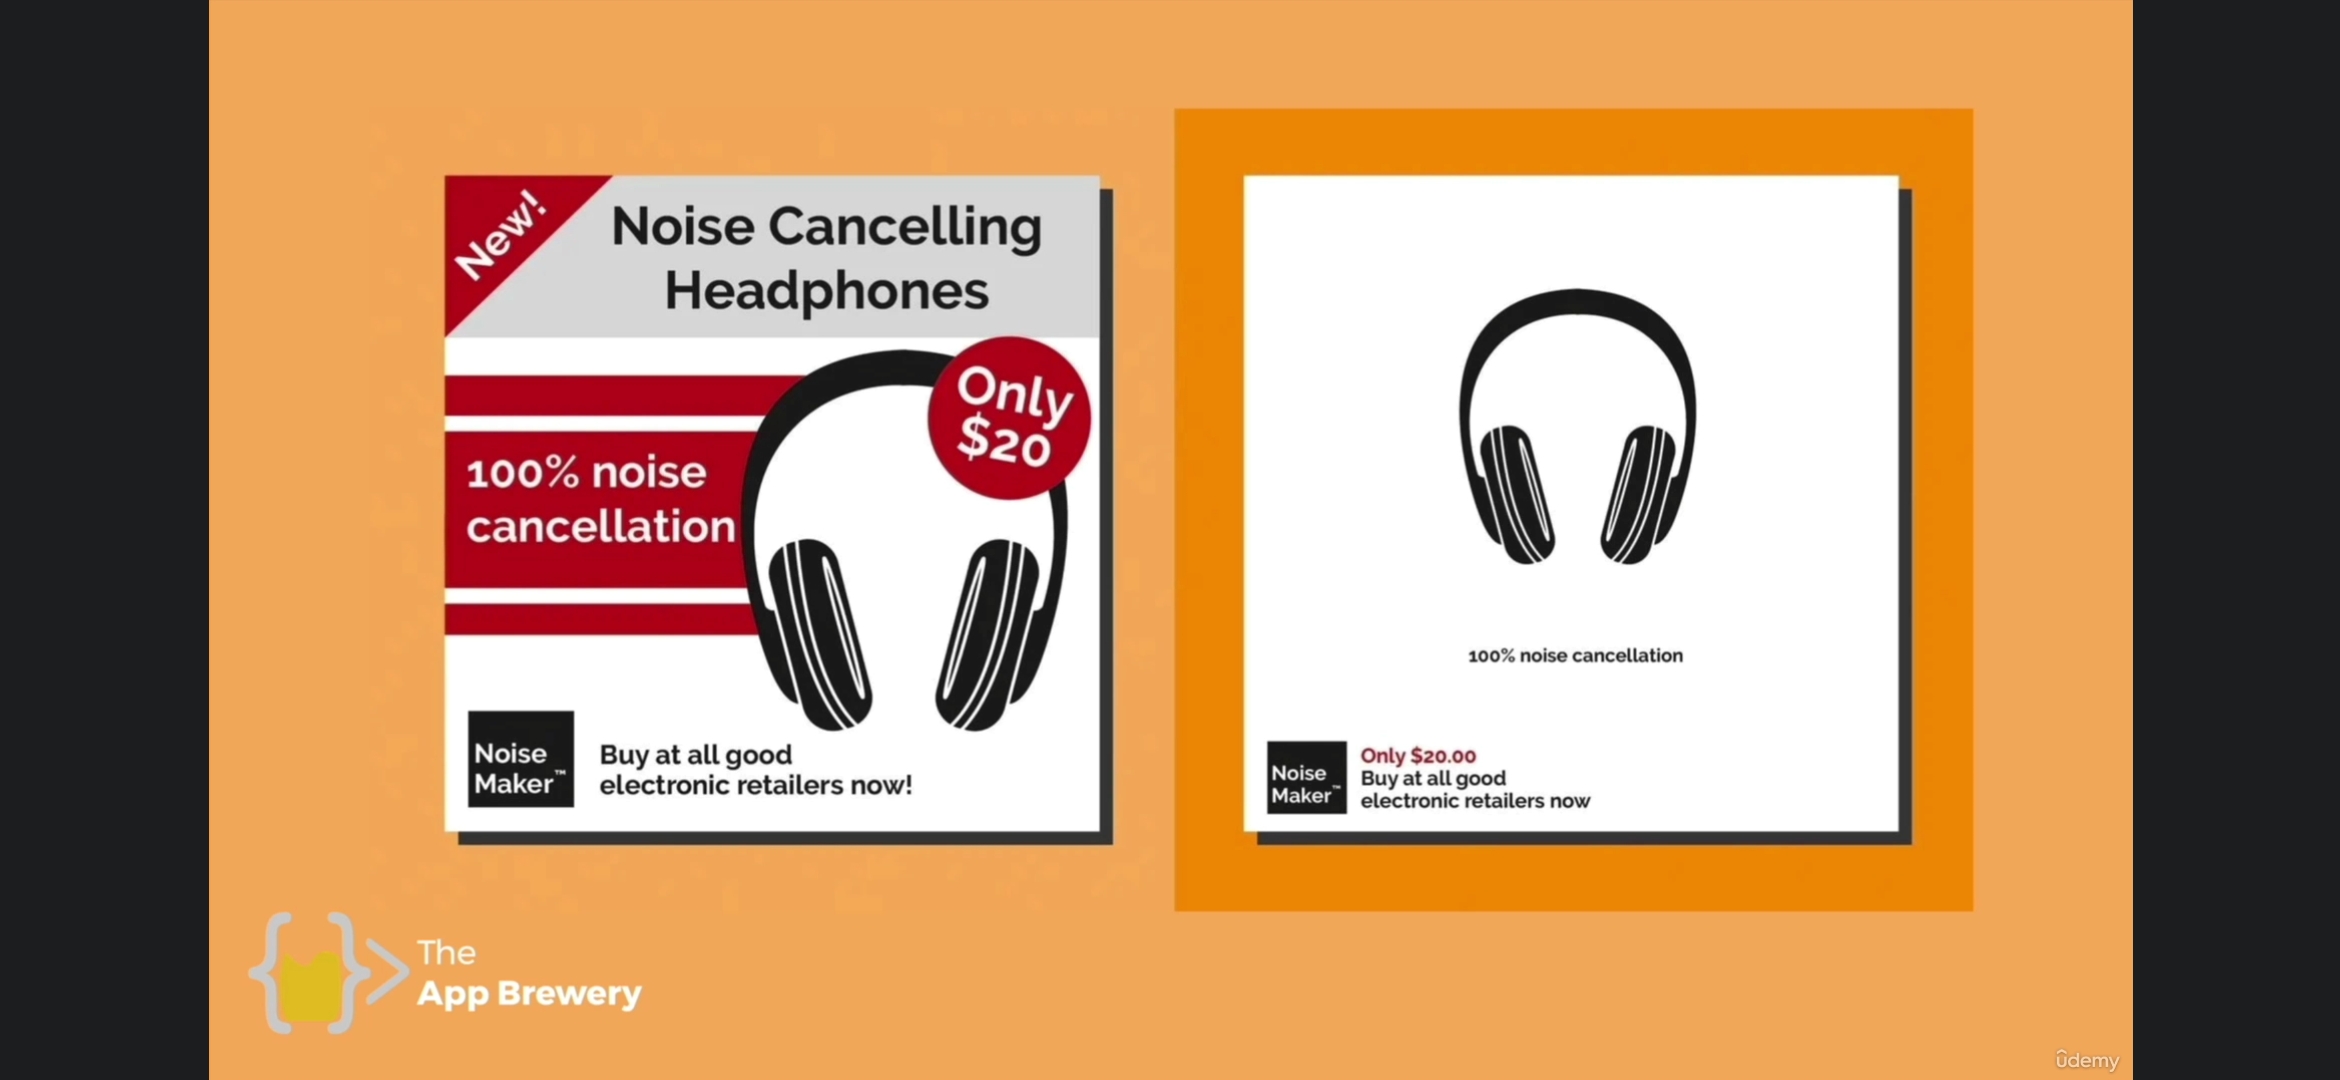 New!
Noise Cancelling
Headphones
Only
$20
100% noise
cancellation
Noise
Maker™
Buy at all good
electronic retailers now!
100% noise cancellation
Noise
Maker™
Only $20.00
Buy at all good
electronic retailers now
The
App Brewery
ûdemy